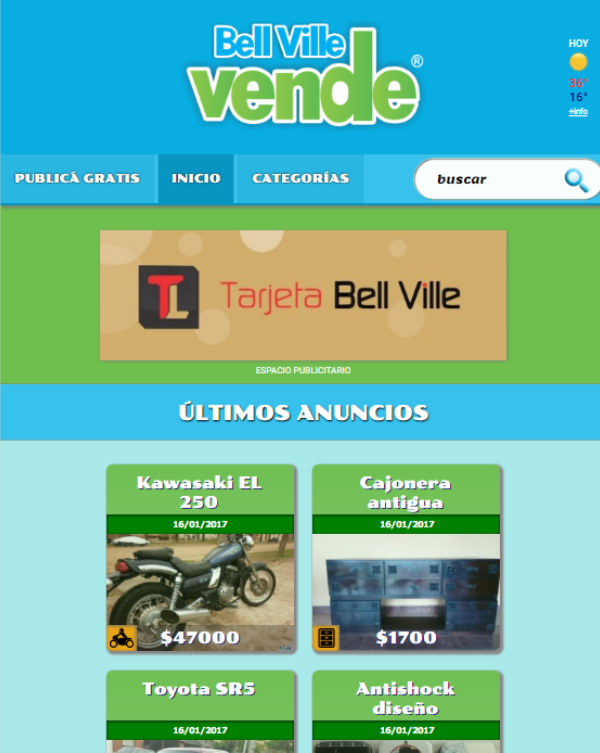 Bell Ville
vende®
HOY
36°
16°
+info
PUBLICÁ GRATIS
INICIO
CATEGORÍAS
buscar
TL
Tarjeta Bell Ville
ESPACIO PUBLICITARIO
ÚLTIMOS ANUNCIOS
Kawasaki EL
250
16/01/2017
$47000
Cajonera
antigua
16/01/2017
$1700
Toyota SR5
16/01/2017
Antishock
diseño
16/01/2017